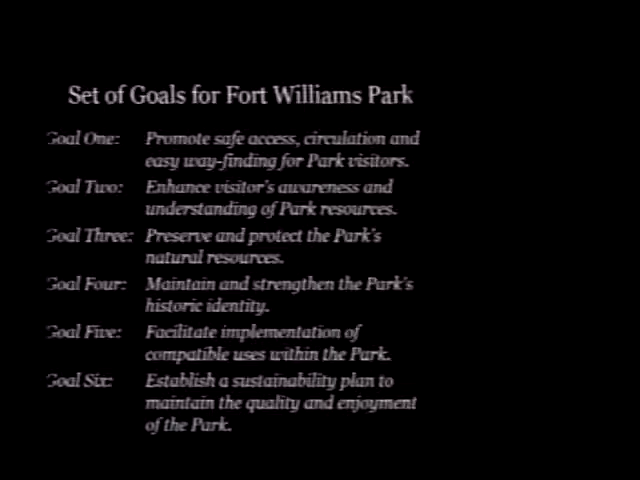 Set of Goals for Fort Williams Park
Goal One: Promote safe access, circulation and
easy way-finding for Park visitors.
Goal Two: Enhance visitor's awareness and
understanding of Park resources.
Goal Three: Preserve and protect the Park's
natural resources.
Goal Four: Maintain and strengthen the Park's
historic identity.
Goal Five: Facilitate implementation of
compatible uses within the Park.
Goal Six: Establish a sustainability plan to
maintain the quality and enjoyment
of the Park.